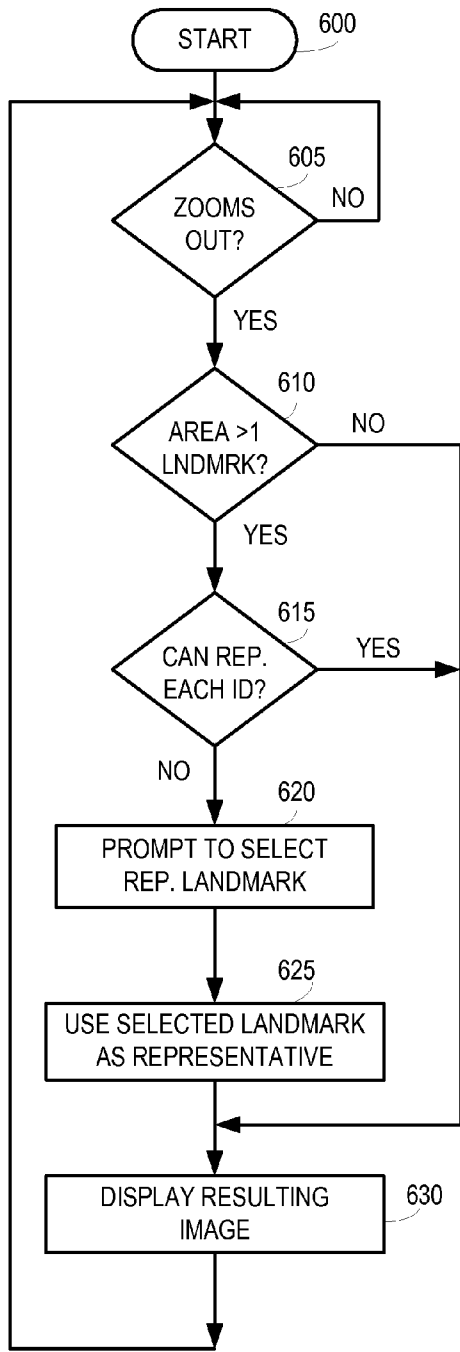 START
600
605
ZOOMS
OUT?
NO
YES
610
AREA >1
LNDMRK?
NO
YES
615
CAN REP.
EACH ID?
YES
NO
620
PROMPT TO SELECT
REP. LANDMARK
625
USE SELECTED LANDMARK
AS REPRESENTATIVE
DISPLAY RESULTING
IMAGE
630